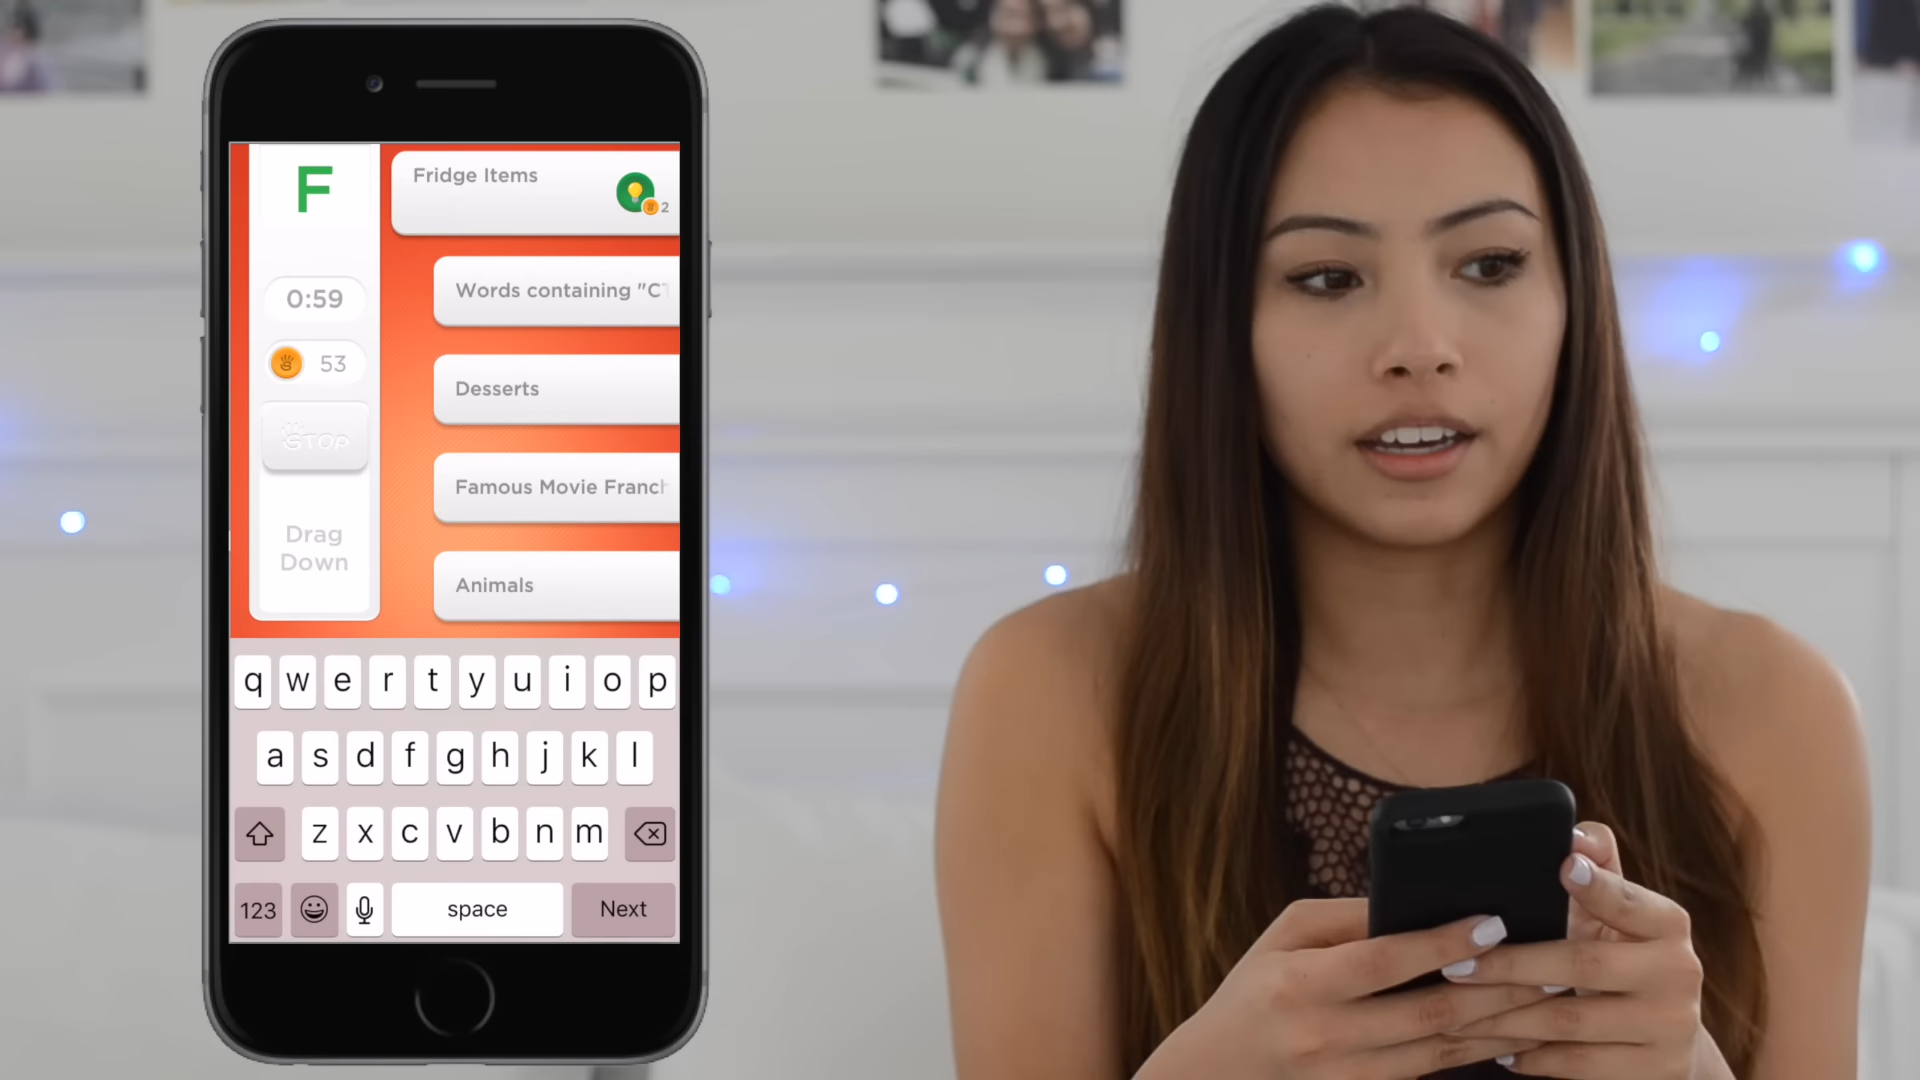 F
0:59
53
STOP
Drag
Down
Fridge Items
2
Words containing "CT
Desserts
Famous Movie Franch
Animals
q w e r t y u i o p
a s d f g h j k l
z x c v b n m
123
space
Next